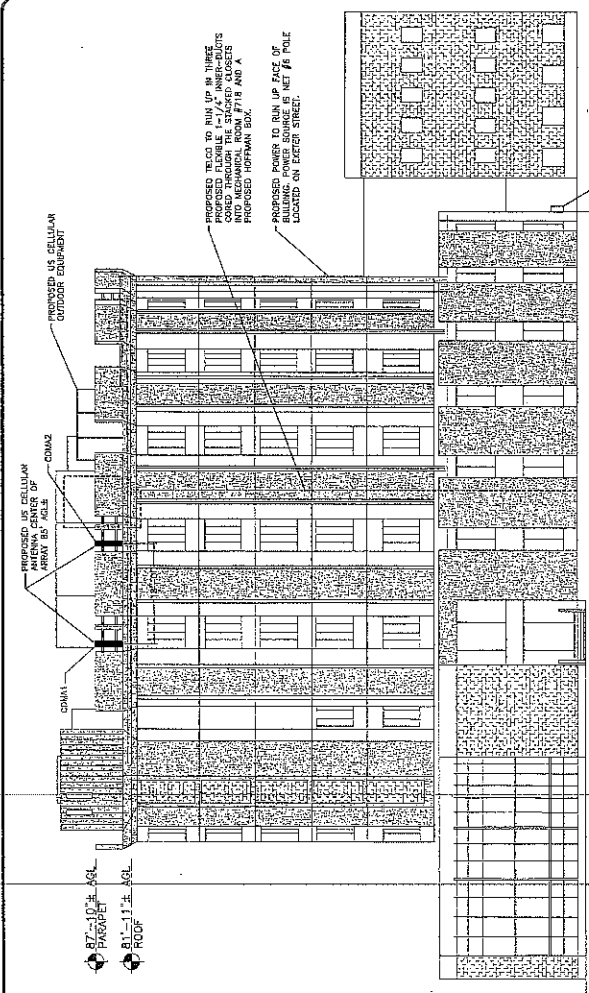 PROPOSED US CELLULAR
ANTENNA CENTER OF
ARRAY 85' AGL±
CDMA1
CDMA2
PROPOSED US CELLULAR
OUTDOOR EQUIPMENT
PROPOSED TELCO TO RUN UP IN THREE
PROPOSED FLEXIBLE 1-1/4" INNER-DUCTS
CORED THROUGH THE STACKED CLOSETS
INTO MECHANICAL ROOM #718 AND A
PROPOSED HOFFMAN BOX.
PROPOSED POWER TO RUN UP FACE OF
BUILDING. POWER SOURCE IS NET #6 POLE
LOCATED ON EXETER STREET.
87'-10"± AGL
PARAPET
81'-11"± AGL
ROOF